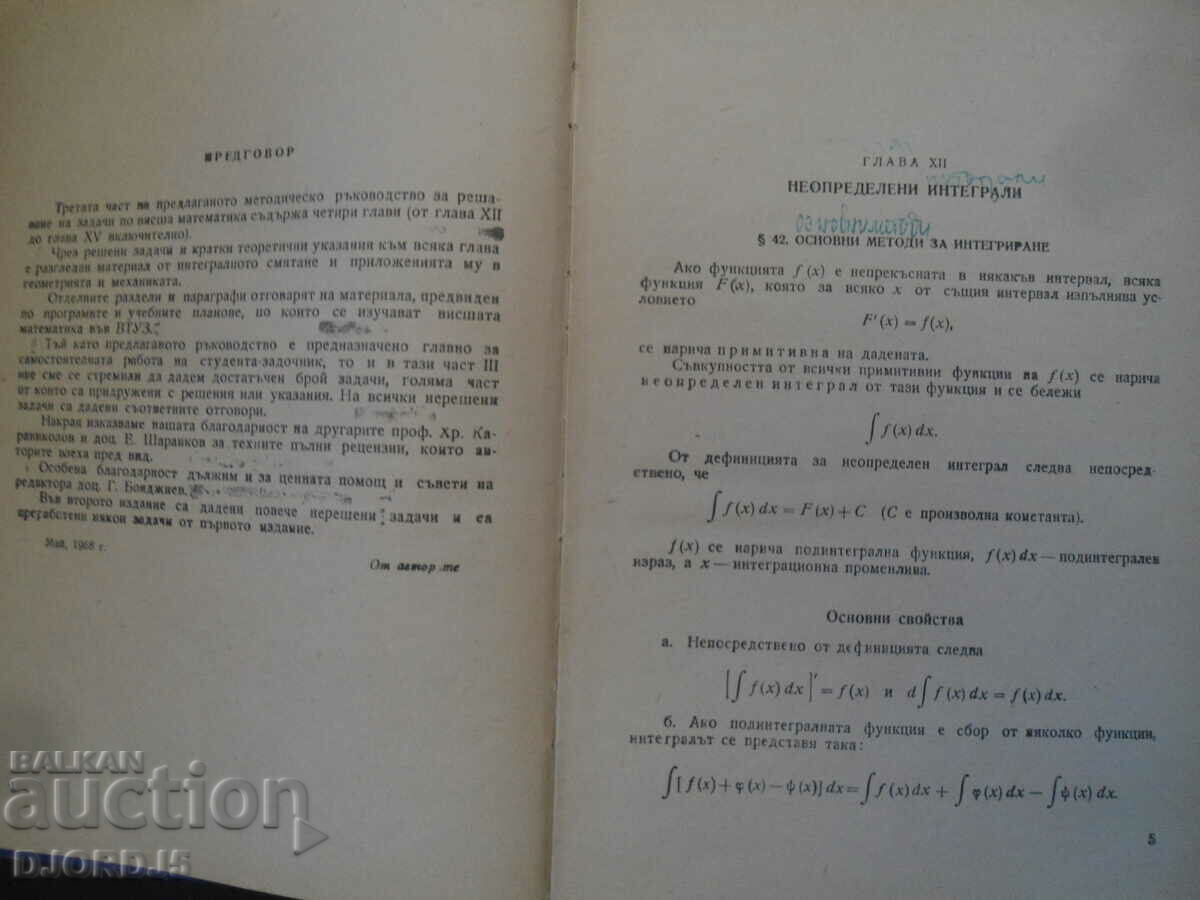 ПРЕДГОВОР
Третата част на предлаганото методическо ръководство за реша-
ване на задачи по висша математика съдържа четири глави (от глава XII
до глава XV включително).
Чрез решени задачи и кратки теоретични указания към всяка глава
е разгледан материал от интегралното смятане и приложенията му в
геометрията и механиката.
Отделните раздели и параграфи отговарят на материала, предвиден
по програмите и учебните планове, по които се изучават висшата
математика във ВТУЗ.
Тъй като предлагавото ръководство е предназначено главно за
самостоятелната работа на студента-задочник, то и в тази част III
ние сме се стремили да дадем достатъчен брой задачи, голяма част
от които са придружени с решения или указания. На всички нерешени
задачи са дадени съответните отговори.
Накрая изказваме нашата благодарност на другарите проф. Хр. Ка-
раниколов и доц. Е. Шаранков за техните пълни рецензии, които ав-
торите взеха пред вид.
Особена благодарност дължим и за ценната помощ и съвети на
редактора доц. Г. Бояджиев.
Във второто издание са дадени повече нерешени задачи и са
преработени някои задачи от първото издание.
Май, 1968 г.
От автор те
ГЛАВА XII
НЕОПРЕДЕЛЕНИ ИНТЕГРАЛИ
§ 42. ОСНОВНИ МЕТОДИ ЗА ИНТЕГРИРАНЕ
Ако функцията f (x) е непрекъсната в някакъв интервал, всяка
функция F(x), която за всяко x от същия интервал изпълнява ус-
ловието
F′(x) = f(x),
се нарича примитивна на дадената.
Съвкупността от всички примитивни функции на f(x) се нарича
неопределен интеграл от тази функция и се бележи
∫ f(x) dx.
От дефиницията за неопределен интеграл следва непосред-
ствено, че
∫ f(x) dx = F(x) + C (C е произволна константа).
f(x) се нарича подинтегрална функция, f(x) dx — подинтегрален
израз, а x — интеграционна променлива.
Основни свойства
а. Непосредствено от дефиницията следва
[∫ f(x) dx]′ = f(x) и d∫ f(x) dx = f(x) dx.
б. Ако подинтегралната функция е сбор от няколко функции,
интегралът се представя така:
∫[f(x) + φ(x) − ψ(x)] dx = ∫ f(x) dx + ∫ φ(x) dx − ∫ ψ(x) dx.
5
BALKAN
auction
DJORD.15